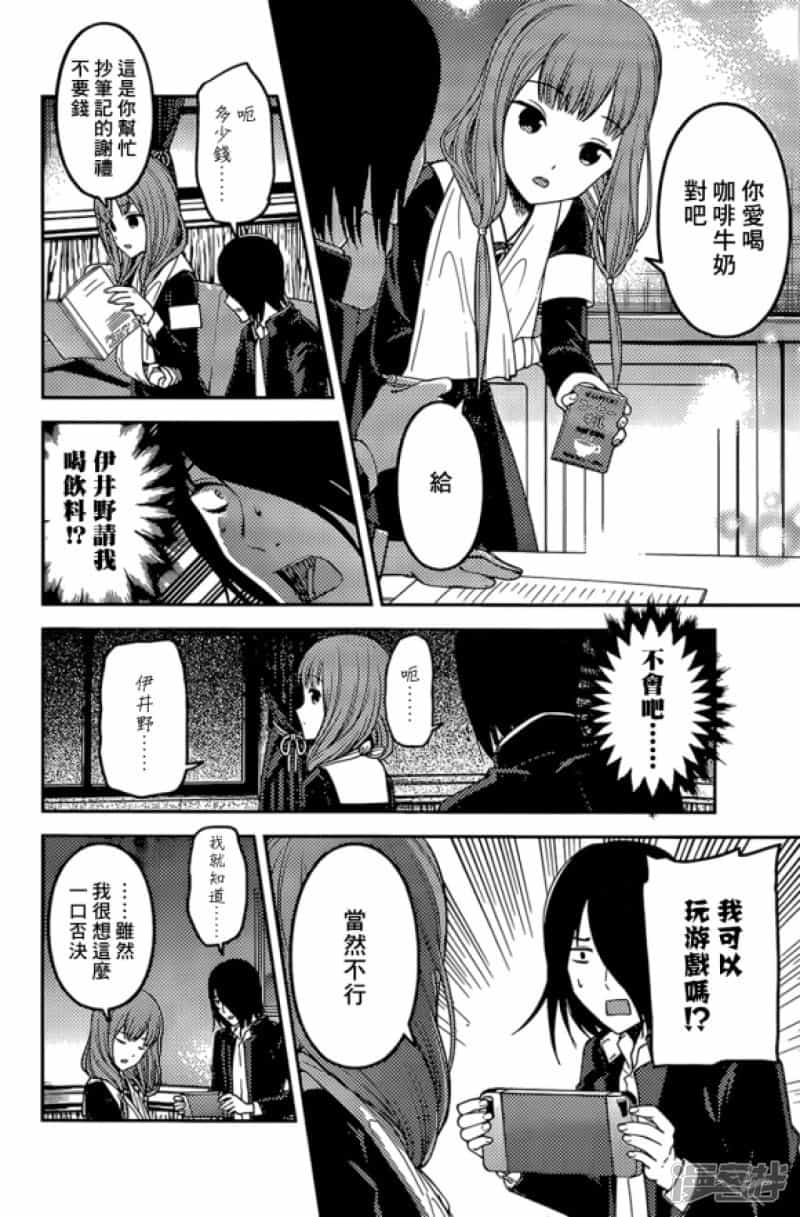 你愛喝
咖啡牛奶
對吧
給
呃
多少錢……
這是你幫忙
抄筆記的謝禮
不要錢
伊井野請我
喝飲料!?
不會吧……
呃……
伊井野……
我可以
玩游戲嗎!?
當然不行
我就知道……
……雖然
我很想這麼
一口否決